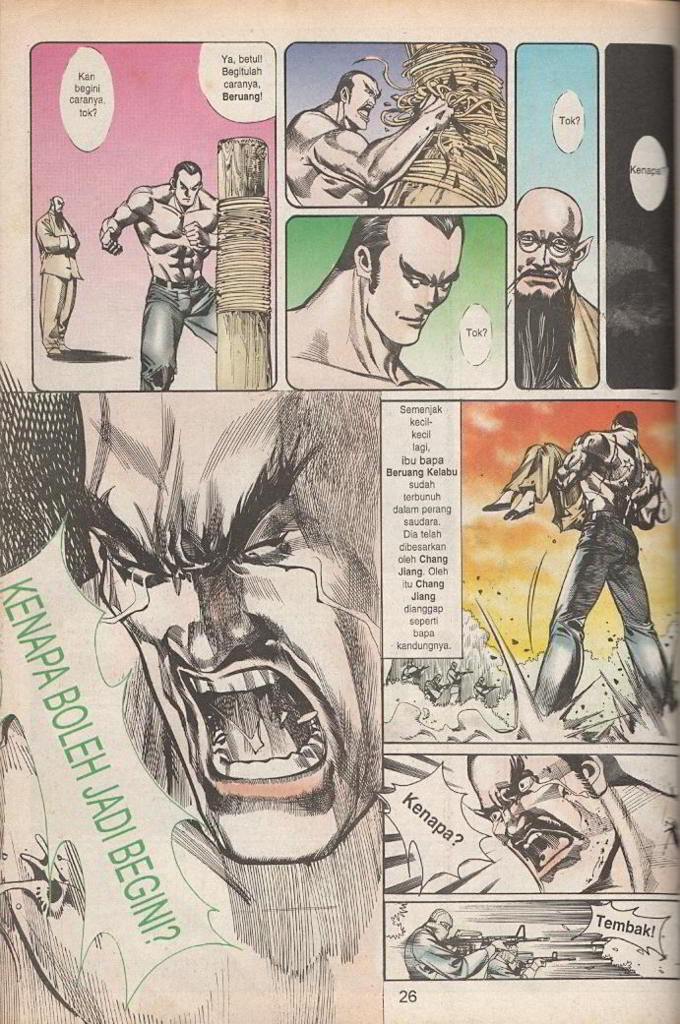 Kan
begini
caranya,
tok?
Ya, betul!
Begitulah
caranya,
Beruang!
Tok?
Tok?
Kenapa?
KENAPA BOLEH JADI BEGINI?
Semenjak
kecil-
kecil
lagi,
ibu bapa
Beruang Kelabu
sudah
terbunuh
dalam perang
saudara.
Dia telah
dibesarkan
oleh Chang
Jiang. Oleh
itu Chang
Jiang
dianggap
seperti
bapa
kandungnya.
Kenapa?
Tembak!
26